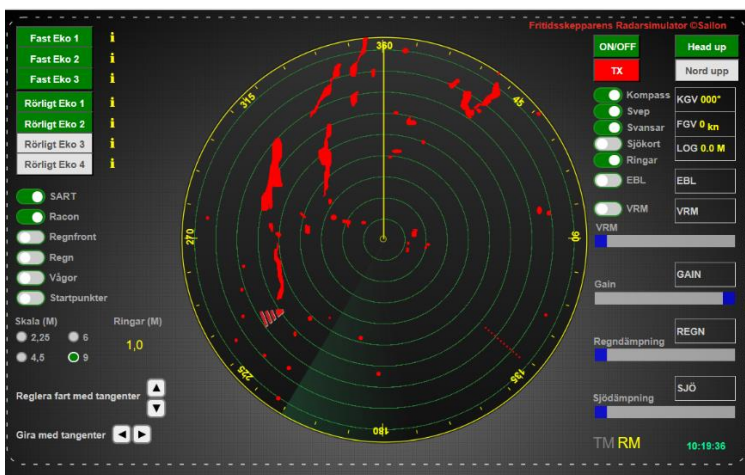 Fritidsskepparens Radarsimulator ©Sailon
Fast Eko 1 i
Fast Eko 2 i
Fast Eko 3 i
Rörligt Eko 1 i
Rörligt Eko 2 i
Rörligt Eko 3 i
Rörligt Eko 4 i
SART
Racon
Regnfront
Regn
Vågor
Startpunkter
Skala (M) Ringar (M)
2,25 6
1,0
4,5 9
Reglera fart med tangenter
Gira med tangenter
360
45
90
135
180
225
270
315
ON/OFF Head up
TX Nord upp
Kompass KGV 000°
Svep
Svansar FGV 0 kn
Sjökort LOG 0.0 M
Ringar
EBL EBL
VRM VRM
VRM
GAIN
Gain
REGN
Regndämpning
SJÖ
Sjödämpning
TM RM 10:19:36